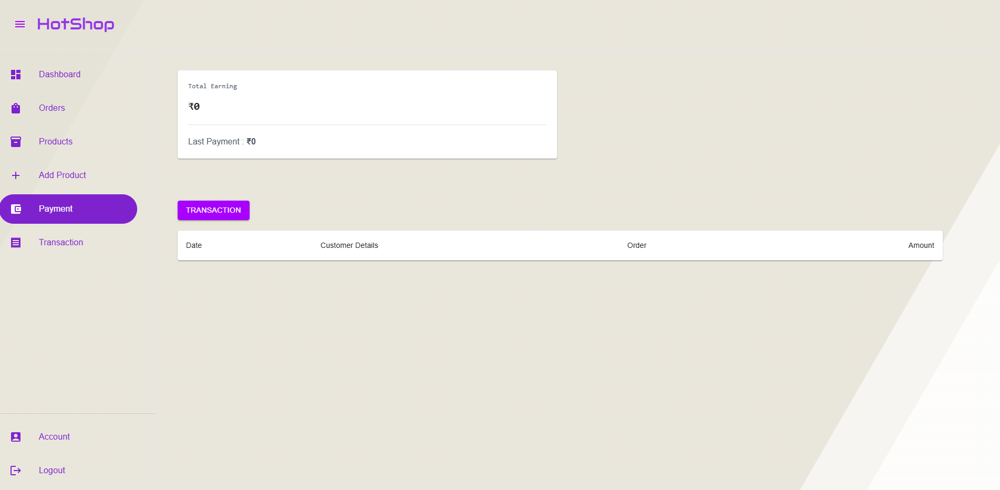 HotShop
Dashboard
Orders
Products
Add Product
Payment
Transaction
Account
Logout
Total Earning
₹0
Last Payment : ₹0
TRANSACTION
Date Customer Details Order Amount